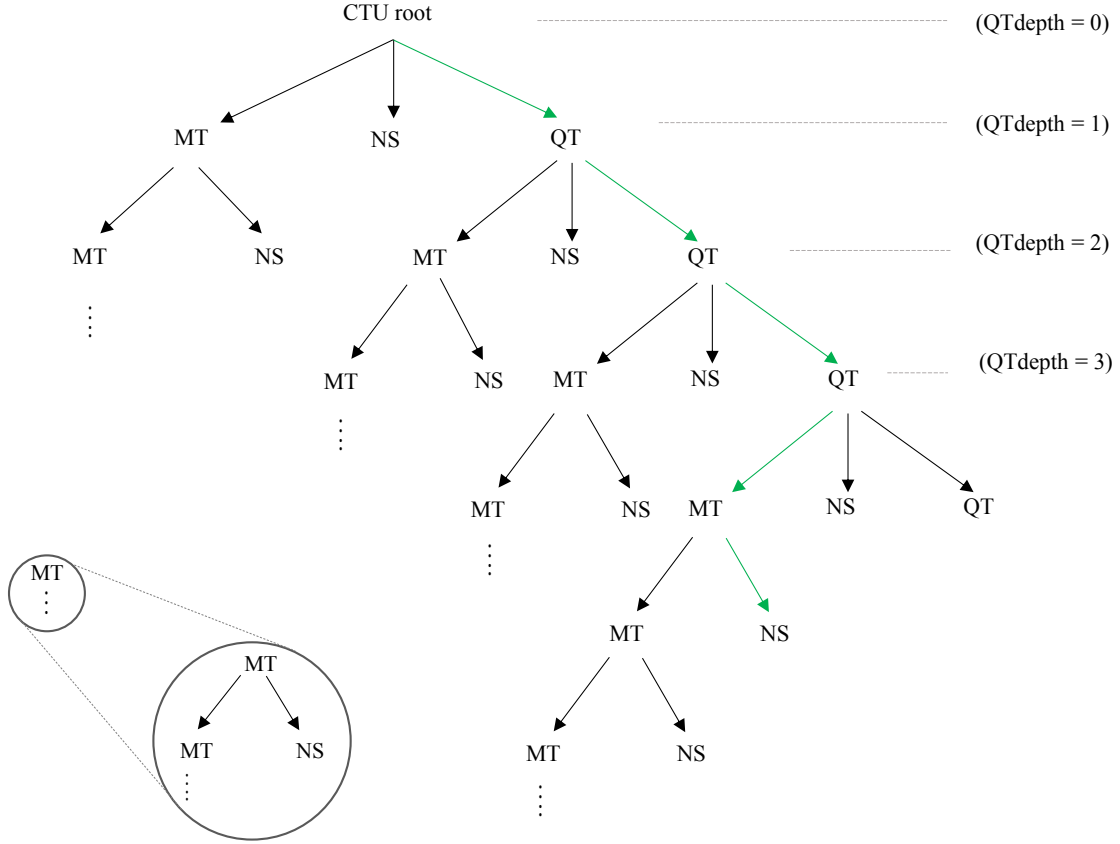 CTU root
(QTdepth = 0)
MT
NS
QT
(QTdepth = 1)
MT
NS
MT
NS
QT
(QTdepth = 2)
MT
NS
MT
NS
QT
(QTdepth = 3)
MT
NS
MT
NS
QT
MT
MT
NS
MT
MT
NS
MT
NS